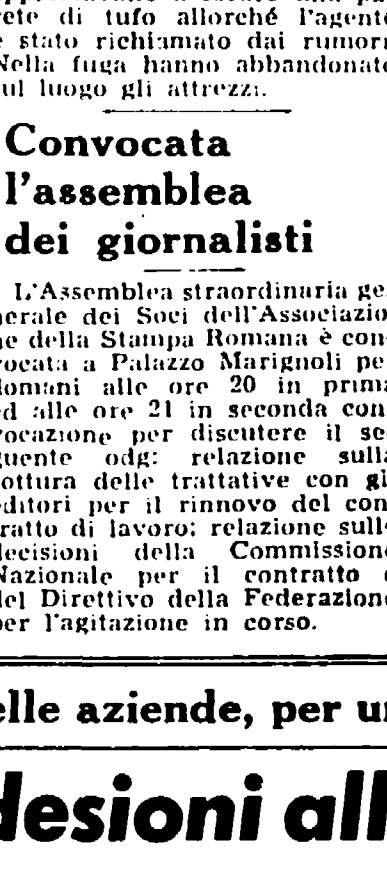 rete di tufo allorché l'agente
è stato richiamato dai rumori
Nella fuga hanno abbandonato
sul luogo gli attrezzi.
Convocata
l'assemblea
dei giornalisti
L'Assemblea straordinaria ge-
nerale dei Soci dell'Associazio-
ne della Stampa Romana è con-
vocata a Palazzo Marignoli per
domani alle ore 20 in prima
ed alle ore 21 in seconda con-
vocazione per discutere il se-
guente odg: relazione sulla
rottura delle trattative con gli
editori per il rinnovo del con-
tratto di lavoro; relazione sulle
decisioni della Commissione
Nazionale per il contratto e
del Direttivo della Federazione
per l'agitazione in corso.
elle aziende, per un
desioni all